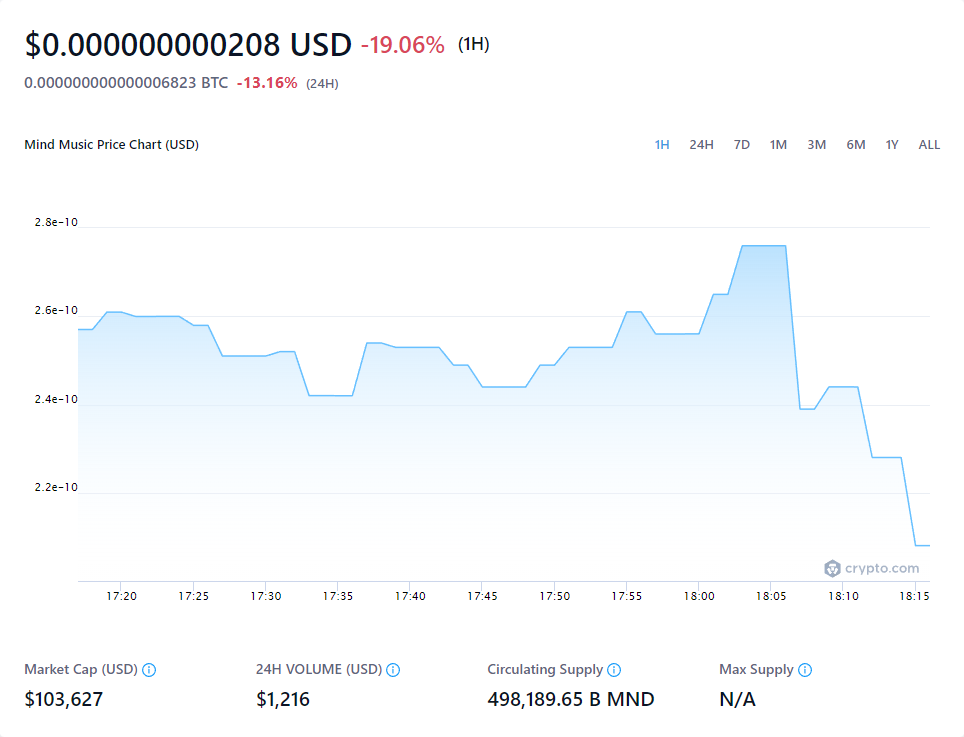 $0.000000000208 USD -19.06% (1H)
0.000000000000006823 BTC -13.16% (24H)
Mind Music Price Chart (USD) 1H 24H 7D 1M 3M 6M 1Y ALL
2.8e-10
2.6e-10
2.4e-10
2.2e-10
crypto.com
17:20 17:25 17:30 17:35 17:40 17:45 17:50 17:55 18:00 18:05 18:10 18:15
Market Cap (USD) 24H VOLUME (USD) Circulating Supply Max Supply
$103,627 $1,216 498,189.65 B MND N/A